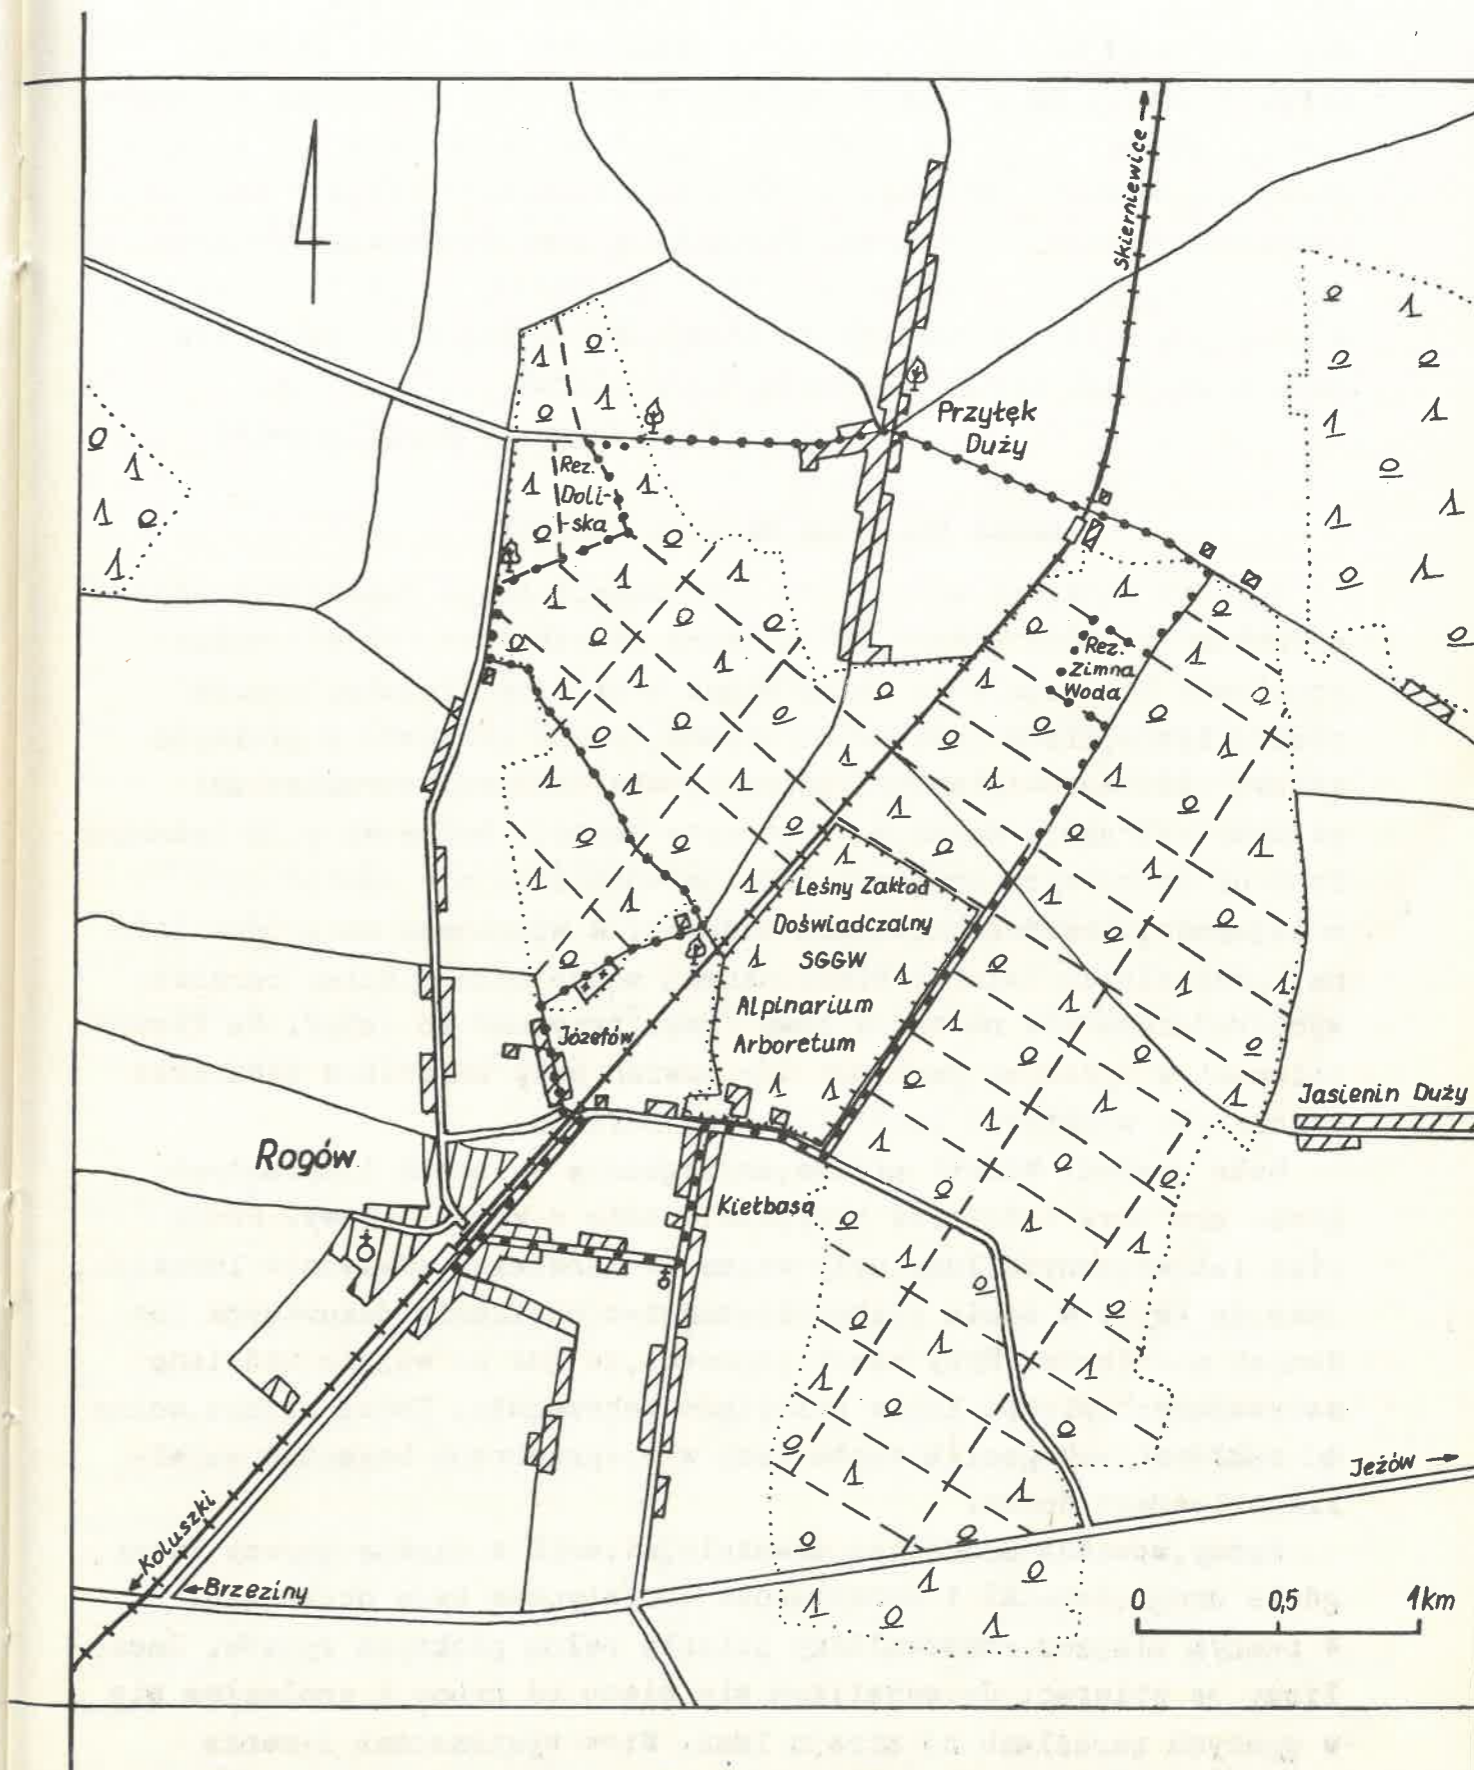 Skierniewice
Przyłęk
Duży
Rez.
Doli-
-ska
Rez.
Zimna
Woda
Leśny Zakład
Doświadczalny
SGGW
Alpinarium
Arboretum
Józefów
Jasienin Duży
Rogów
Kiełbasa
Jeżów
Koluszki
Brzeziny
0 0,5 1km